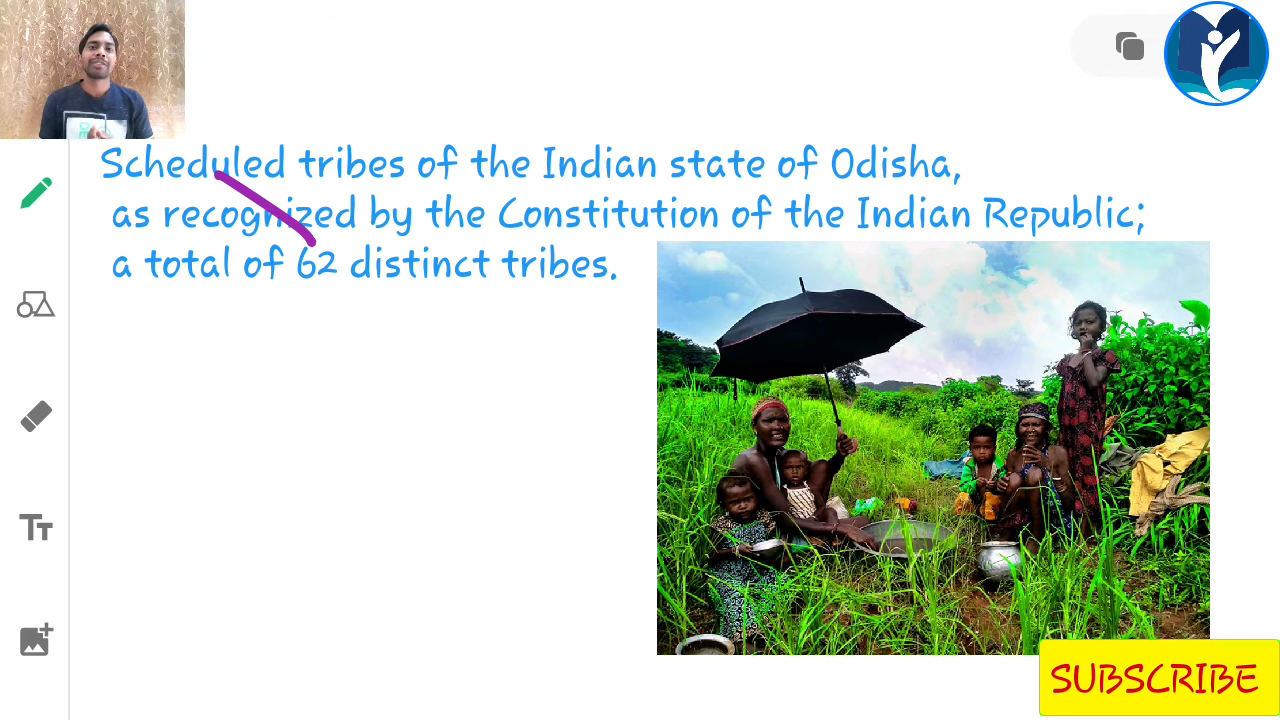 Scheduled tribes of the Indian state of Odisha,
as recognized by the Constitution of the Indian Republic;
a total of 62 distinct tribes.
TT
SUBSCRIBE